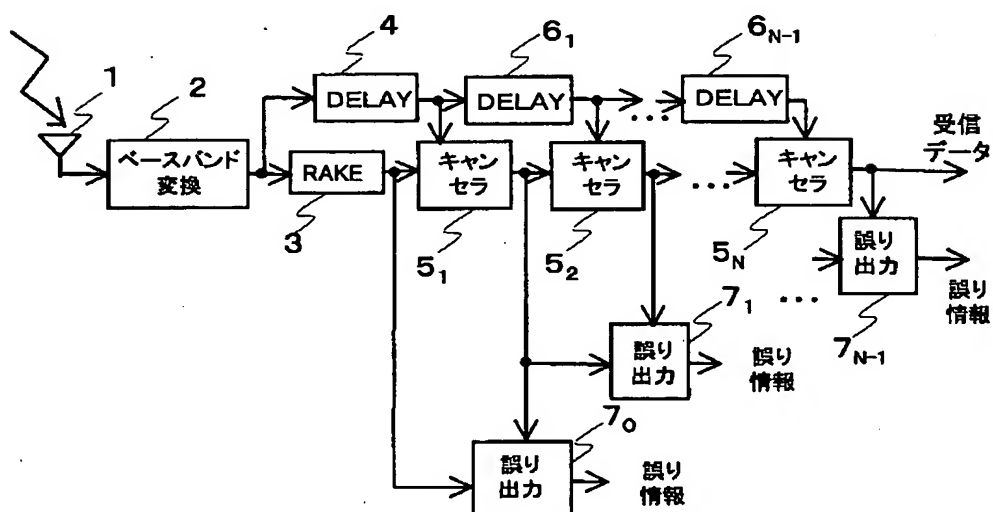 4
6₁
6N-1
1
2
DELAY
DELAY
...
DELAY
受信
データ
ベースバンド
変換
RAKE
キャン
セラ
キャン
セラ
...
キャン
セラ
3
5₁
5₂
5N
誤り
出力
誤り
情報
7₁
...
7N-1
誤り
出力
誤り
情報
7₀
誤り
出力
誤り
情報